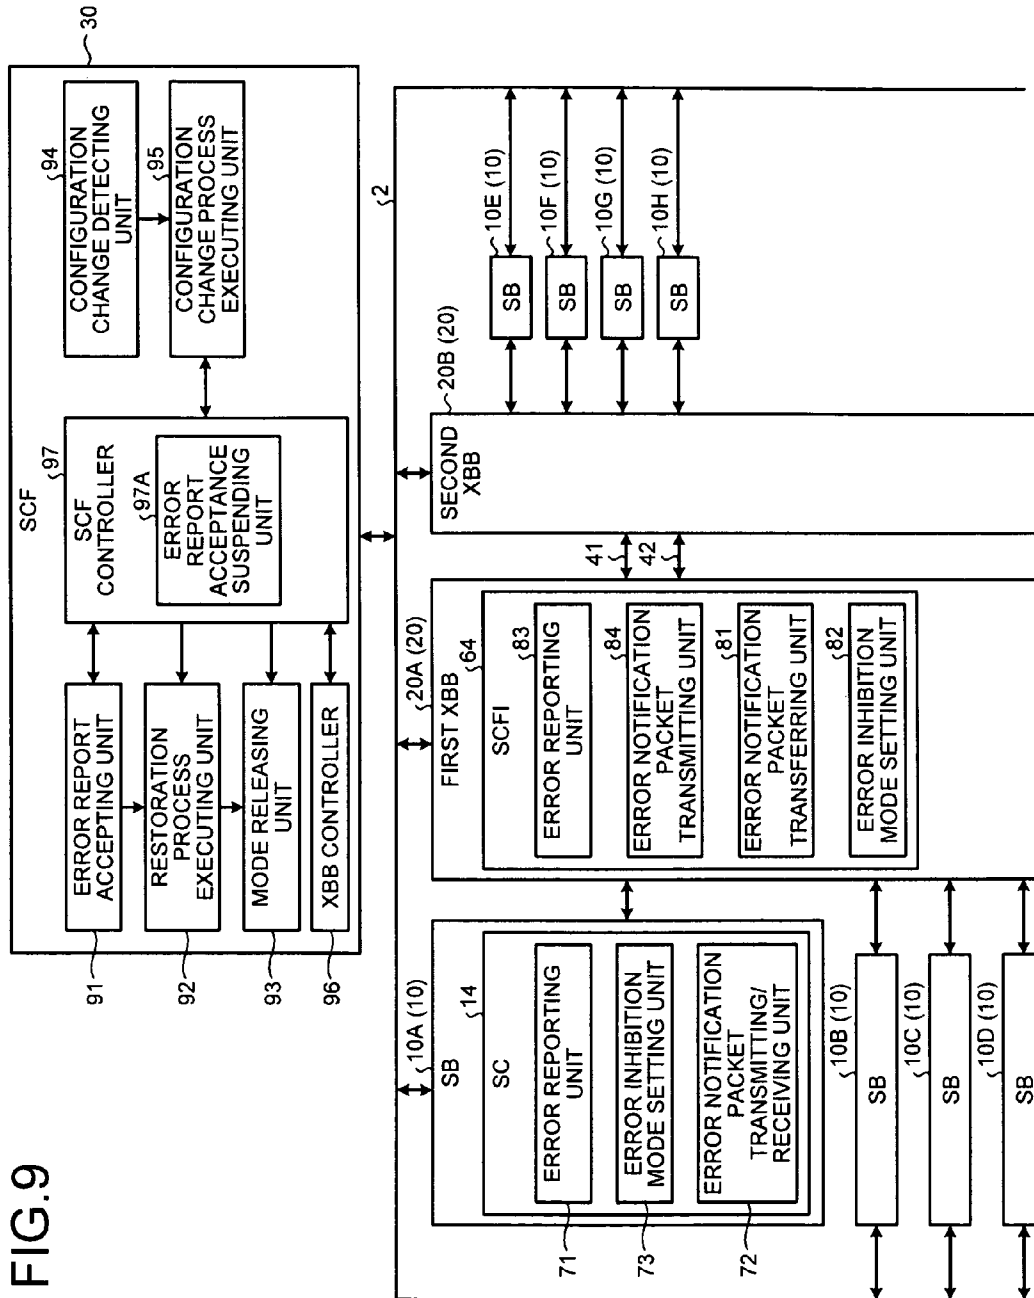 FIG.9
SCF
30
ERROR REPORT
ACCEPTING UNIT
91
RESTORATION
PROCESS
EXECUTING UNIT
92
MODE RELEASING
UNIT
93
XBB CONTROLLER
96
SCF
CONTROLLER
97
ERROR
REPORT
ACCEPTANCE
SUSPENDING
UNIT
97A
CONFIGURATION
CHANGE DETECTING
UNIT
94
CONFIGURATION
CHANGE PROCESS
EXECUTING UNIT
95
2
10A (10)
SB
14
SC
ERROR REPORTING
UNIT
71
ERROR INHIBITION
MODE SETTING UNIT
73
ERROR NOTIFICATION
PACKET
TRANSMITTING/
RECEIVING UNIT
72
10B (10)
SB
10C (10)
SB
10D (10)
SB
20A (20)
FIRST XBB
64
SCFI
83
ERROR REPORTING
UNIT
84
ERROR NOTIFICATION
PACKET
TRANSMITTING UNIT
81
ERROR NOTIFICATION
PACKET
TRANSFERRING UNIT
82
ERROR INHIBITION
MODE SETTING UNIT
41
42
20B (20)
SECOND
XBB
10E (10)
SB
10F (10)
SB
10G (10)
SB
10H (10)
SB